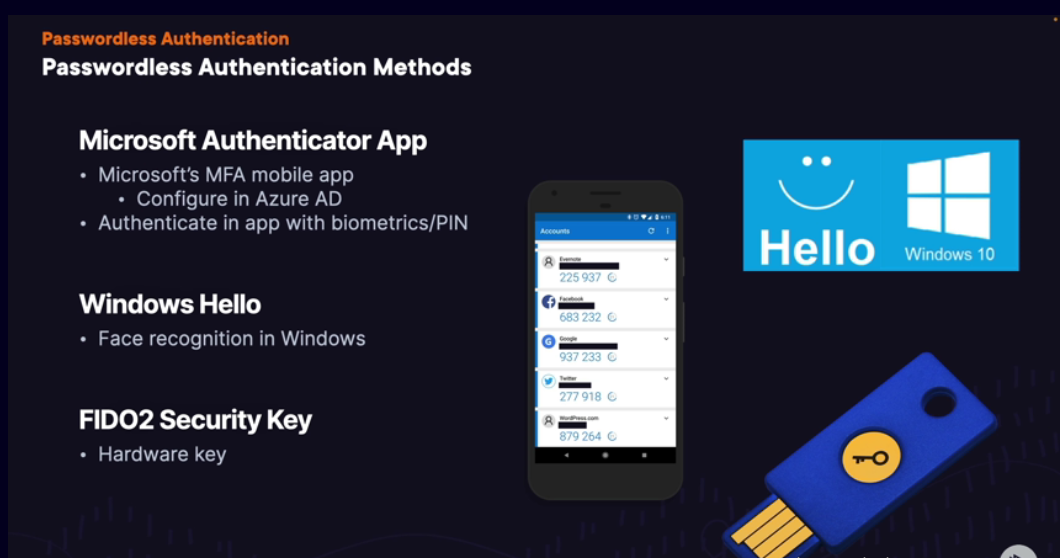 Passwordless Authentication
Passwordless Authentication Methods
Microsoft Authenticator App
• Microsoft's MFA mobile app
• Configure in Azure AD
• Authenticate in app with biometrics/PIN
Windows Hello
• Face recognition in Windows
FIDO2 Security Key
• Hardware key
6:11
Accounts
Evernote
225 937
Facebook
683 232
Google
937 233
Twitter
277 918
WordPress.com
879 264
Hello
Windows 10